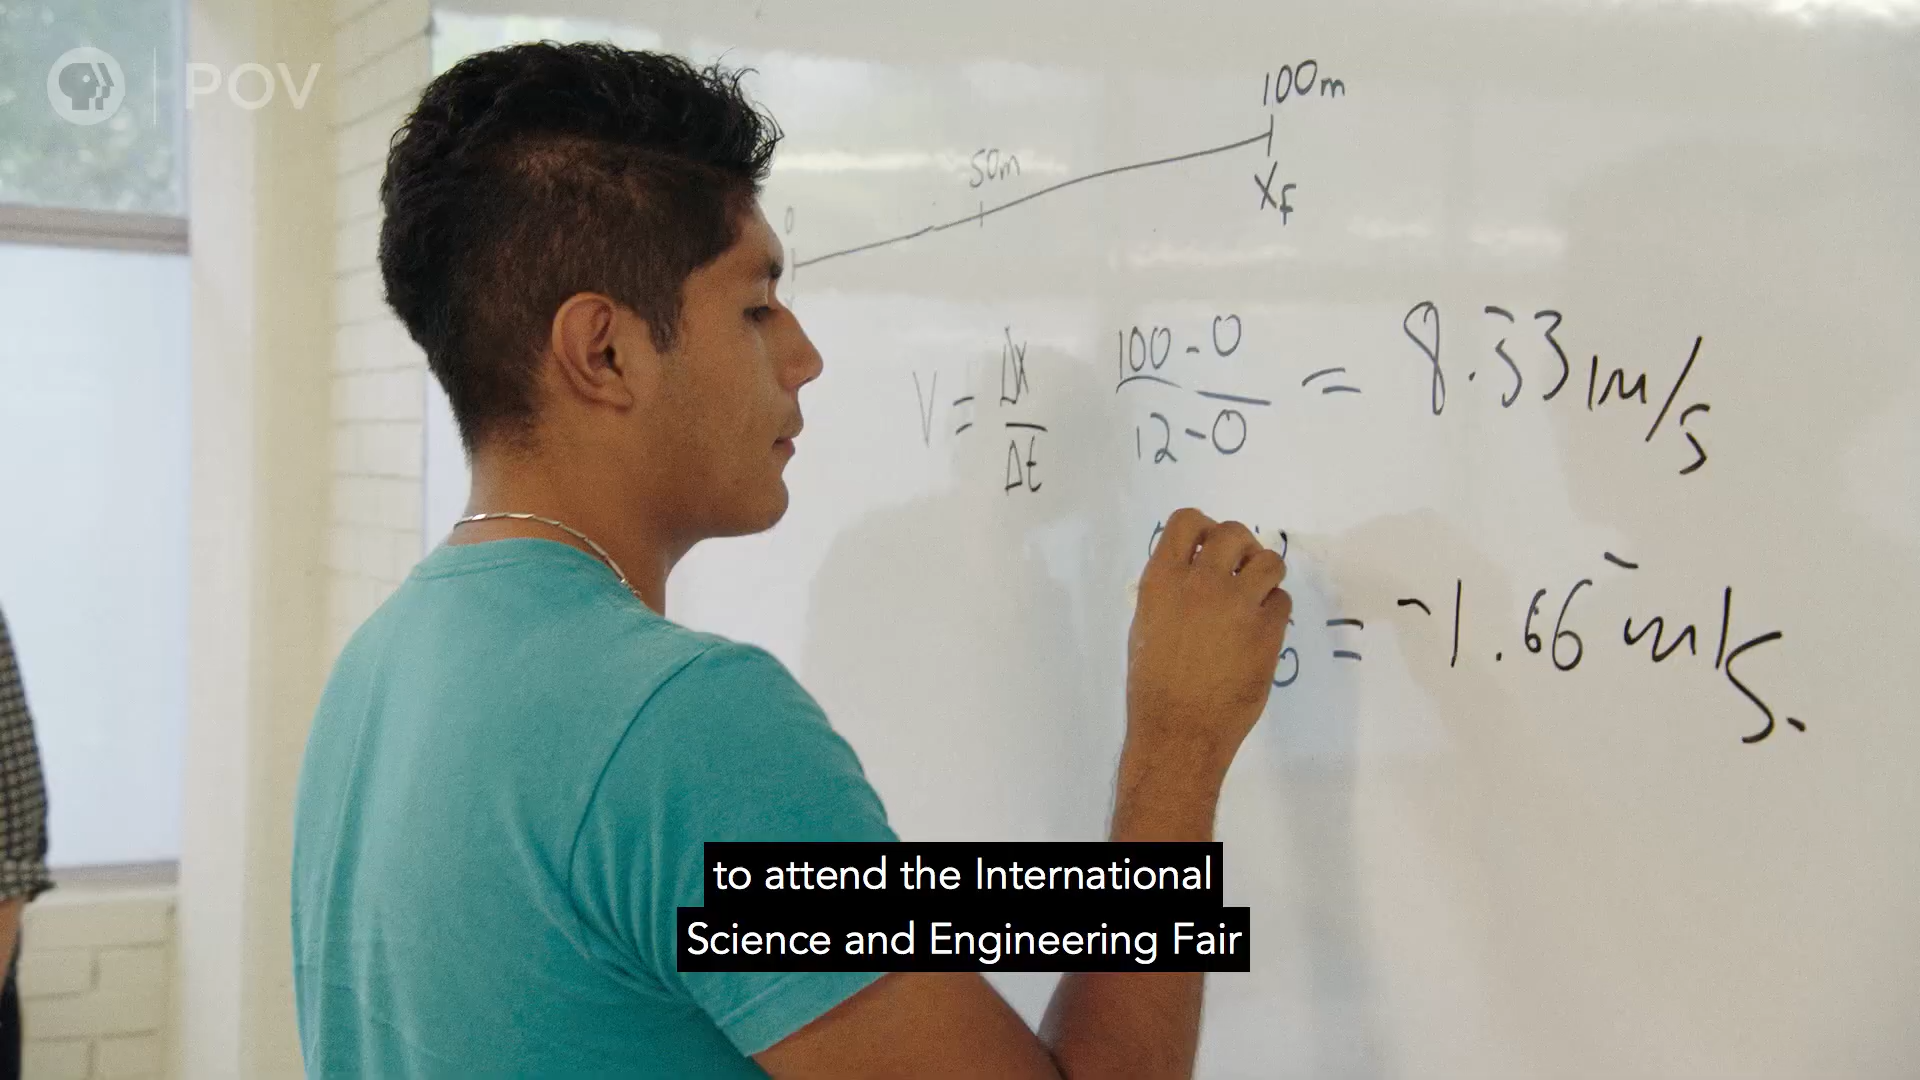 POV
100m
50m
0
Xf
V = Δx / Δt
100-0 / 12-0 = 8.33 m/s
= -1.66 m/s.
to attend the International
Science and Engineering Fair